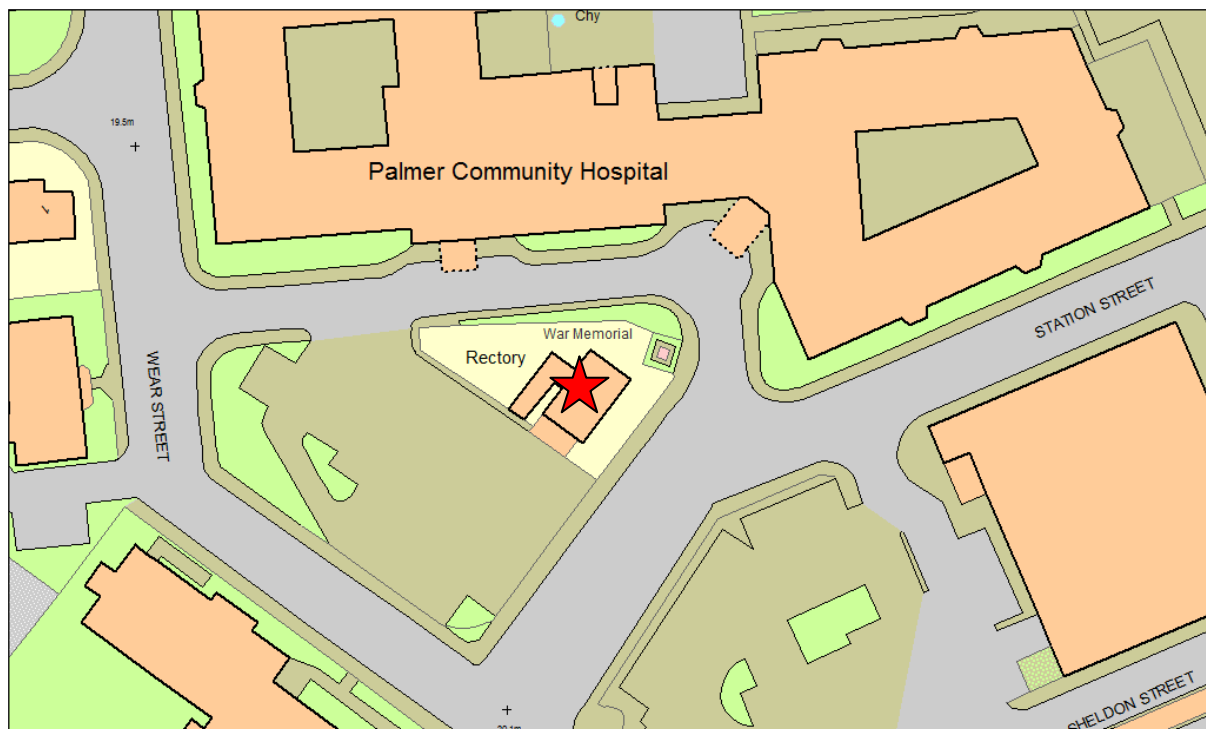 Chy
19.5m
Palmer Community Hospital
STATION STREET
War Memorial
Rectory
WEAR STREET
SHELDON STREET